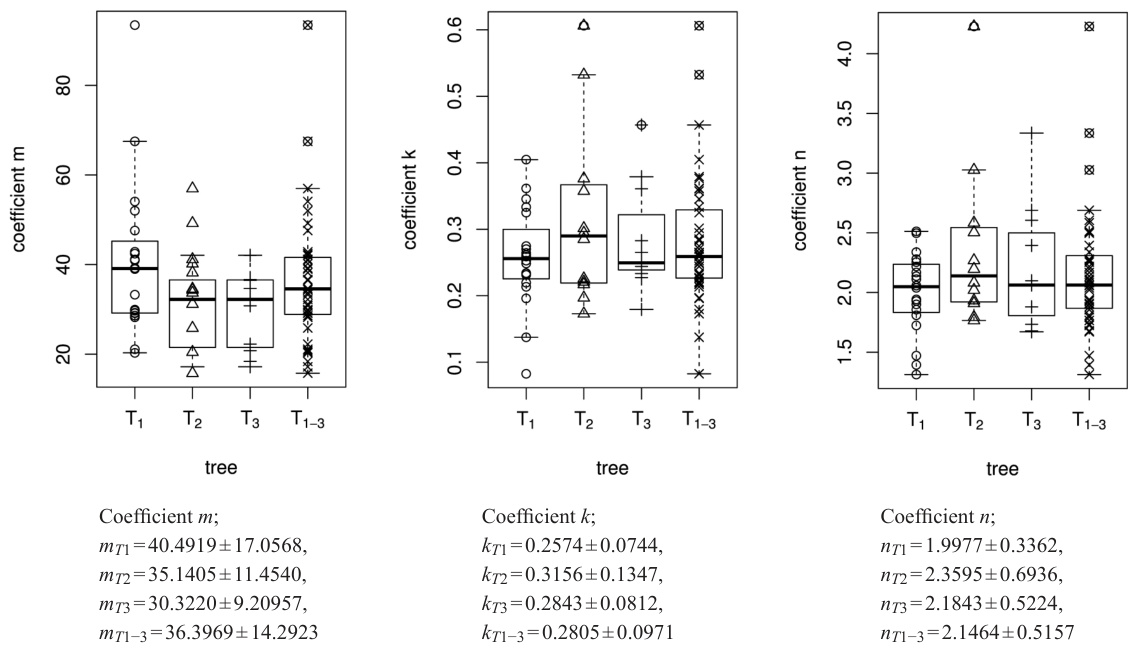 coefficient m
20
40
60
80
T1
T2
T3
T1–3
tree
coefficient k
0.1
0.2
0.3
0.4
0.5
0.6
T1
T2
T3
T1–3
tree
coefficient n
1.5
2.0
2.5
3.0
3.5
4.0
T1
T2
T3
T1–3
tree
Coefficient m;
mT1=40.4919±17.0568,
mT2=35.1405±11.4540,
mT3=30.3220±9.20957,
mT1−3=36.3969±14.2923
Coefficient k;
kT1=0.2574±0.0744,
kT2=0.3156±0.1347,
kT3=0.2843±0.0812,
kT1−3=0.2805±0.0971
Coefficient n;
nT1=1.9977±0.3362,
nT2=2.3595±0.6936,
nT3=2.1843±0.5224,
nT1−3=2.1464±0.5157